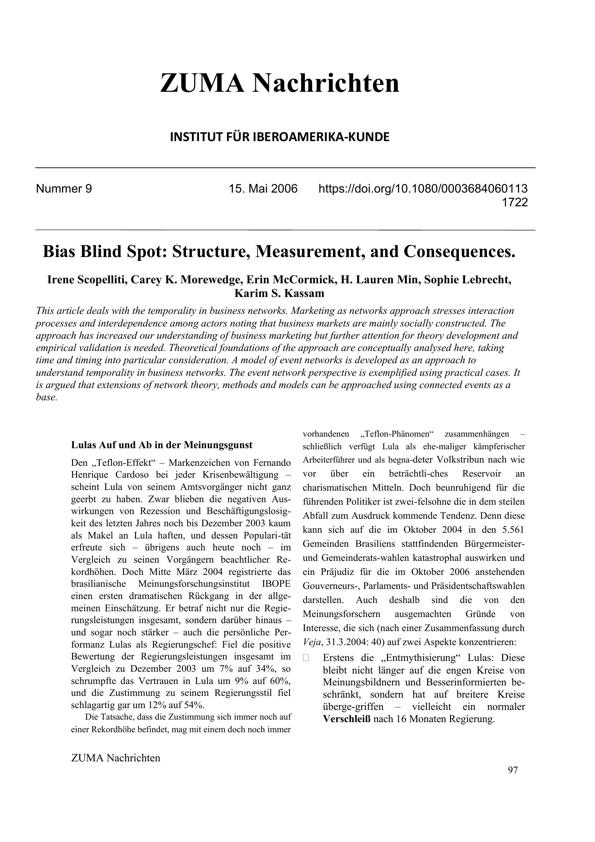 ZUMA Nachrichten
INSTITUT FÜR IBEROAMERIKA-KUNDE
Nummer 9 15. Mai 2006 https://doi.org/10.1080/0003684060113
1722
Bias Blind Spot: Structure, Measurement, and Consequences.
Irene Scopelliti, Carey K. Morewedge, Erin McCormick, H. Lauren Min, Sophie Lebrecht,
Karim S. Kassam
This article deals with the temporality in business networks. Marketing as networks approach stresses interaction
processes and interdependence among actors noting that business markets are mainly socially constructed. The
approach has increased our understanding of business marketing but further attention for theory development and
empirical validation is needed. Theoretical foundations of the approach are conceptually analysed here, taking
time and timing into particular consideration. A model of event networks is developed as an approach to
understand temporality in business networks. The event network perspective is exemplified using practical cases. It
is argued that extensions of network theory, methods and models can be approached using connected events as a
base.
Lulas Auf und Ab in der Meinungsgunst
Den „Teflon-Effekt“ – Markenzeichen von Fernando
Henrique Cardoso bei jeder Krisenbewältigung –
scheint Lula von seinem Amtsvorgänger nicht ganz
geerbt zu haben. Zwar blieben die negativen Aus-
wirkungen von Rezession und Beschäftigungslosig-
keit des letzten Jahres noch bis Dezember 2003 kaum
als Makel an Lula haften, und dessen Populari-tät
erfreute sich – übrigens auch heute noch – im
Vergleich zu seinen Vorgängern beachtlicher Re-
kordhöhen. Doch Mitte März 2004 registrierte das
brasilianische Meinungsforschungsinstitut IBOPE
einen ersten dramatischen Rückgang in der allge-
meinen Einschätzung. Er betraf nicht nur die Regie-
rungsleistungen insgesamt, sondern darüber hinaus –
und sogar noch stärker – auch die persönliche Per-
formanz Lulas als Regierungschef: Fiel die positive
Bewertung der Regierungsleistungen insgesamt im
Vergleich zu Dezember 2003 um 7% auf 34%, so
schrumpfte das Vertrauen in Lula um 9% auf 60%,
und die Zustimmung zu seinem Regierungsstil fiel
schlagartig gar um 12% auf 54%.
Die Tatsache, dass die Zustimmung sich immer noch auf
einer Rekordhöhe befindet, mag mit einem doch noch immer
vorhandenen „Teflon-Phänomen“ zusammenhängen –
schließlich verfügt Lula als ehe-maliger kämpferischer
Arbeiterführer und als begna-deter Volkstribun nach wie
vor über ein beträchtli-ches Reservoir an
charismatischen Mitteln. Doch beunruhigend für die
führenden Politiker ist zwei-felsohne die in dem steilen
Abfall zum Ausdruck kommende Tendenz. Denn diese
kann sich auf die im Oktober 2004 in den 5.561
Gemeinden Brasiliens stattfindenden Bürgermeister-
und Gemeinderats-wahlen katastrophal auswirken und
ein Präjudiz für die im Oktober 2006 anstehenden
Gouverneurs-, Parlaments- und Präsidentschaftswahlen
darstellen. Auch deshalb sind die von den
Meinungsforschern ausgemachten Gründe von
Interesse, die sich (nach einer Zusammenfassung durch
Veja, 31.3.2004: 40) auf zwei Aspekte konzentrieren:
Erstens die „Entmythisierung“ Lulas: Diese
bleibt nicht länger auf die engen Kreise von
Meinungsbildnern und Besserinformierten be-
schränkt, sondern hat auf breitere Kreise
überge-griffen – vielleicht ein normaler
Verschleiß nach 16 Monaten Regierung.
ZUMA Nachrichten
97